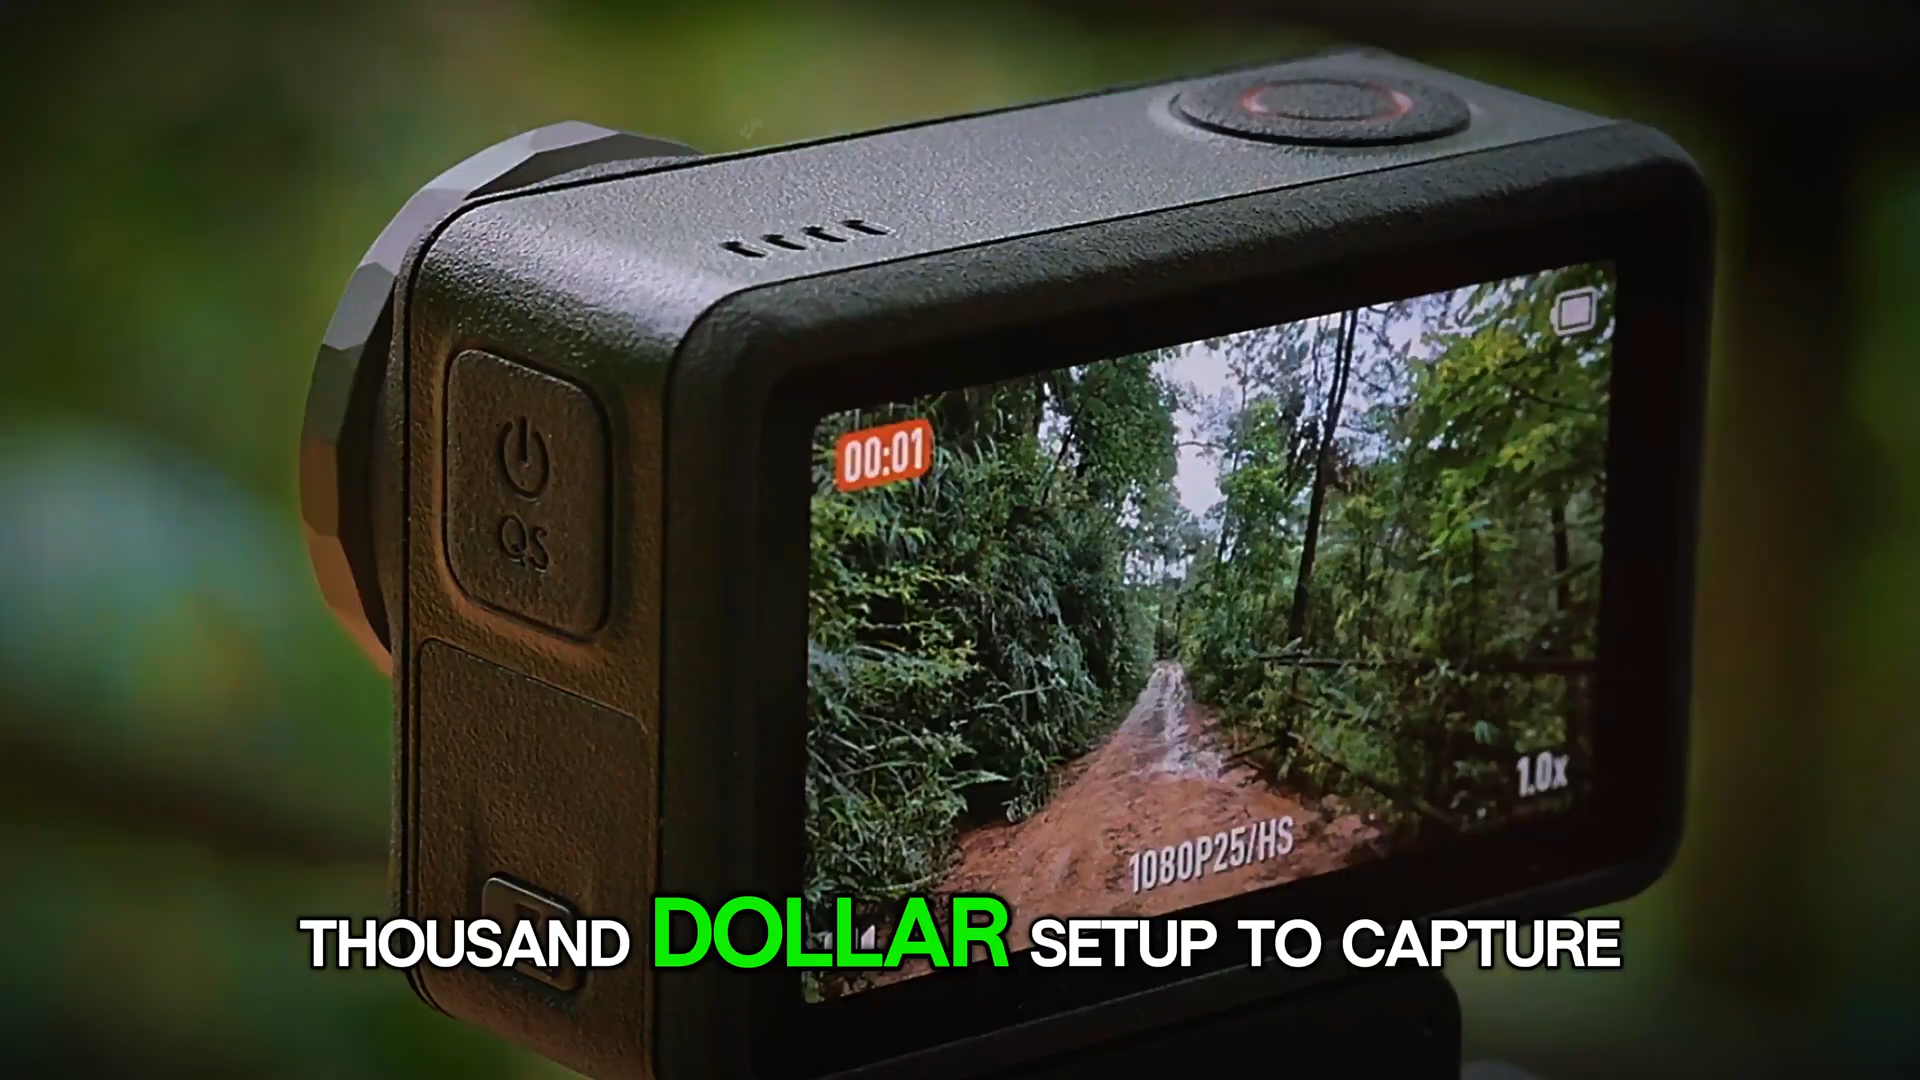 QS
00:01
1.0x
1080P25/HS
THOUSAND DOLLAR SETUP TO CAPTURE